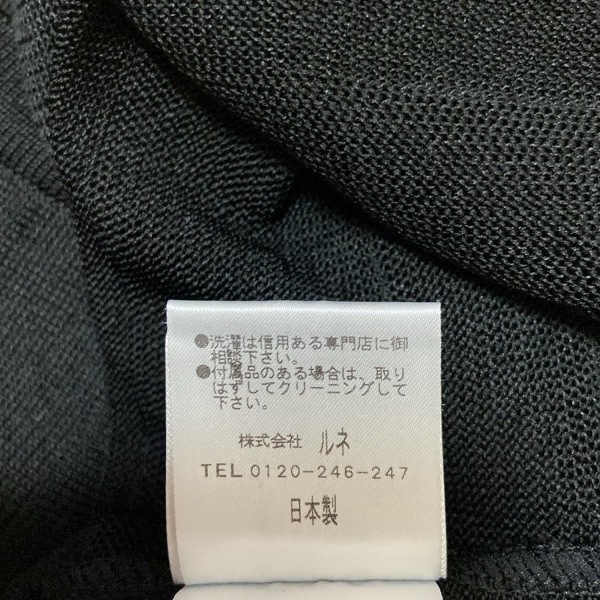 ●洗濯は信用ある専門店に御
相談下さい。
●付属品のある場合は、取り
はずしてクリーニングして
下さい。
株式会社 ルネ
TEL 0120-246-247
日本製